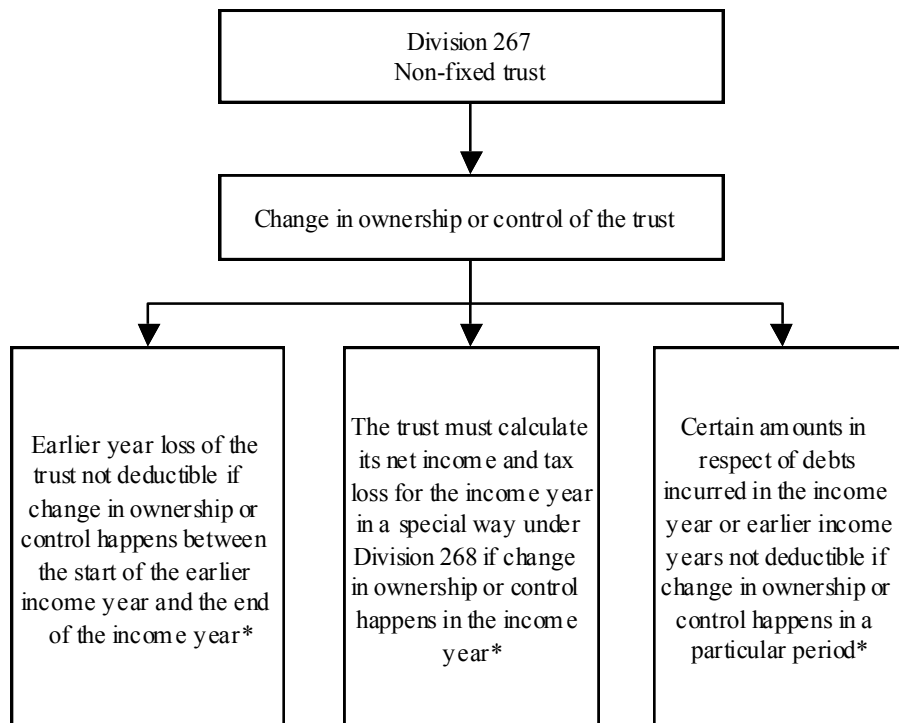 Division 267
Non-fixed trust
Change in ownership or control of the trust
Earlier year loss of the
trust not deductible if
change in ownership or
control happens between
the start of the earlier
income year and the end
of the income year*
The trust must calculate
its net income and tax
loss for the income year
in a special way under
Division 268 if change
in ownership or control
happens in the income
year*
Certain amounts in
respect of debts
incurred in the income
year or earlier income
years not deductible if
change in ownership or
control happens in a
particular period*